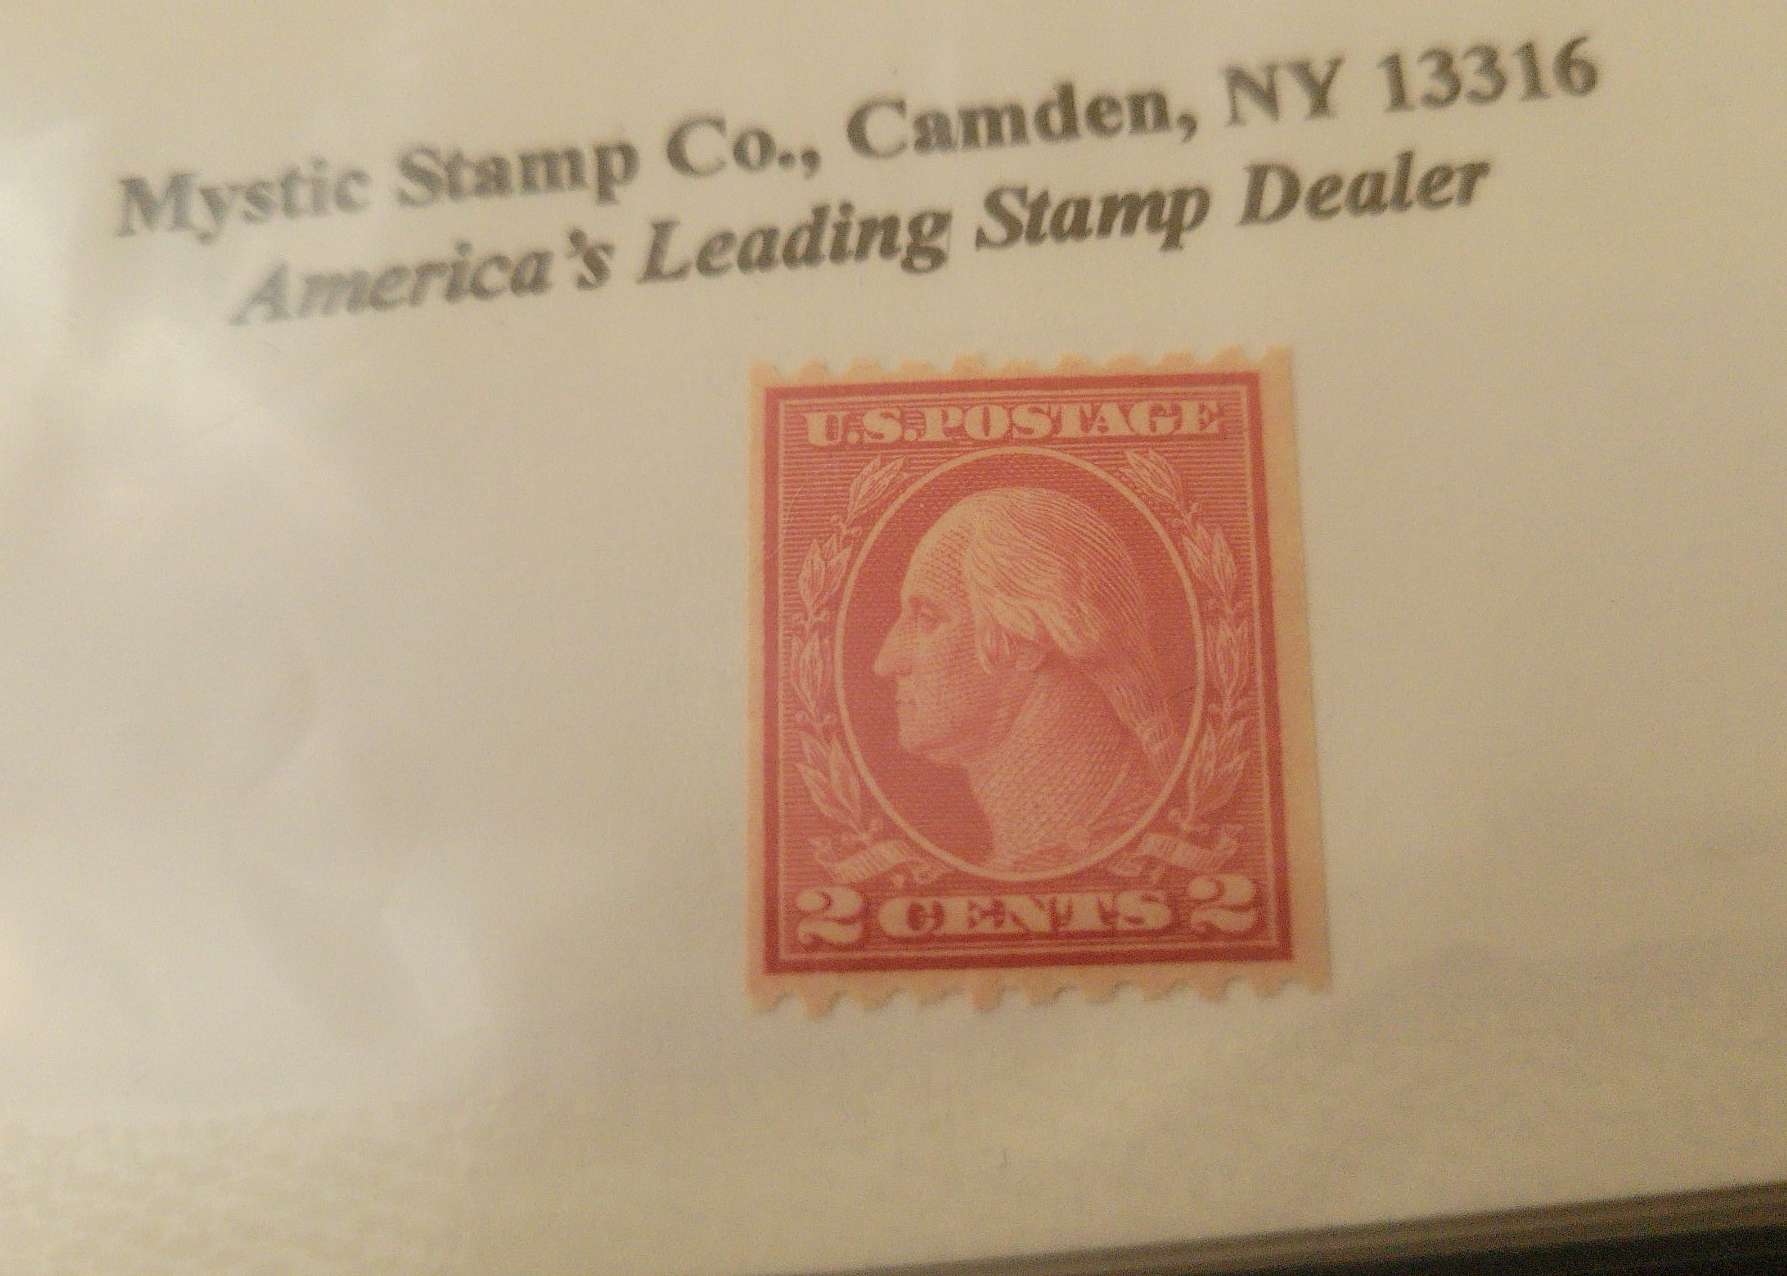 Mystic Stamp Co., Camden, NY 13316
America's Leading Stamp Dealer
U.S.POSTAGE
2 CENTS 2